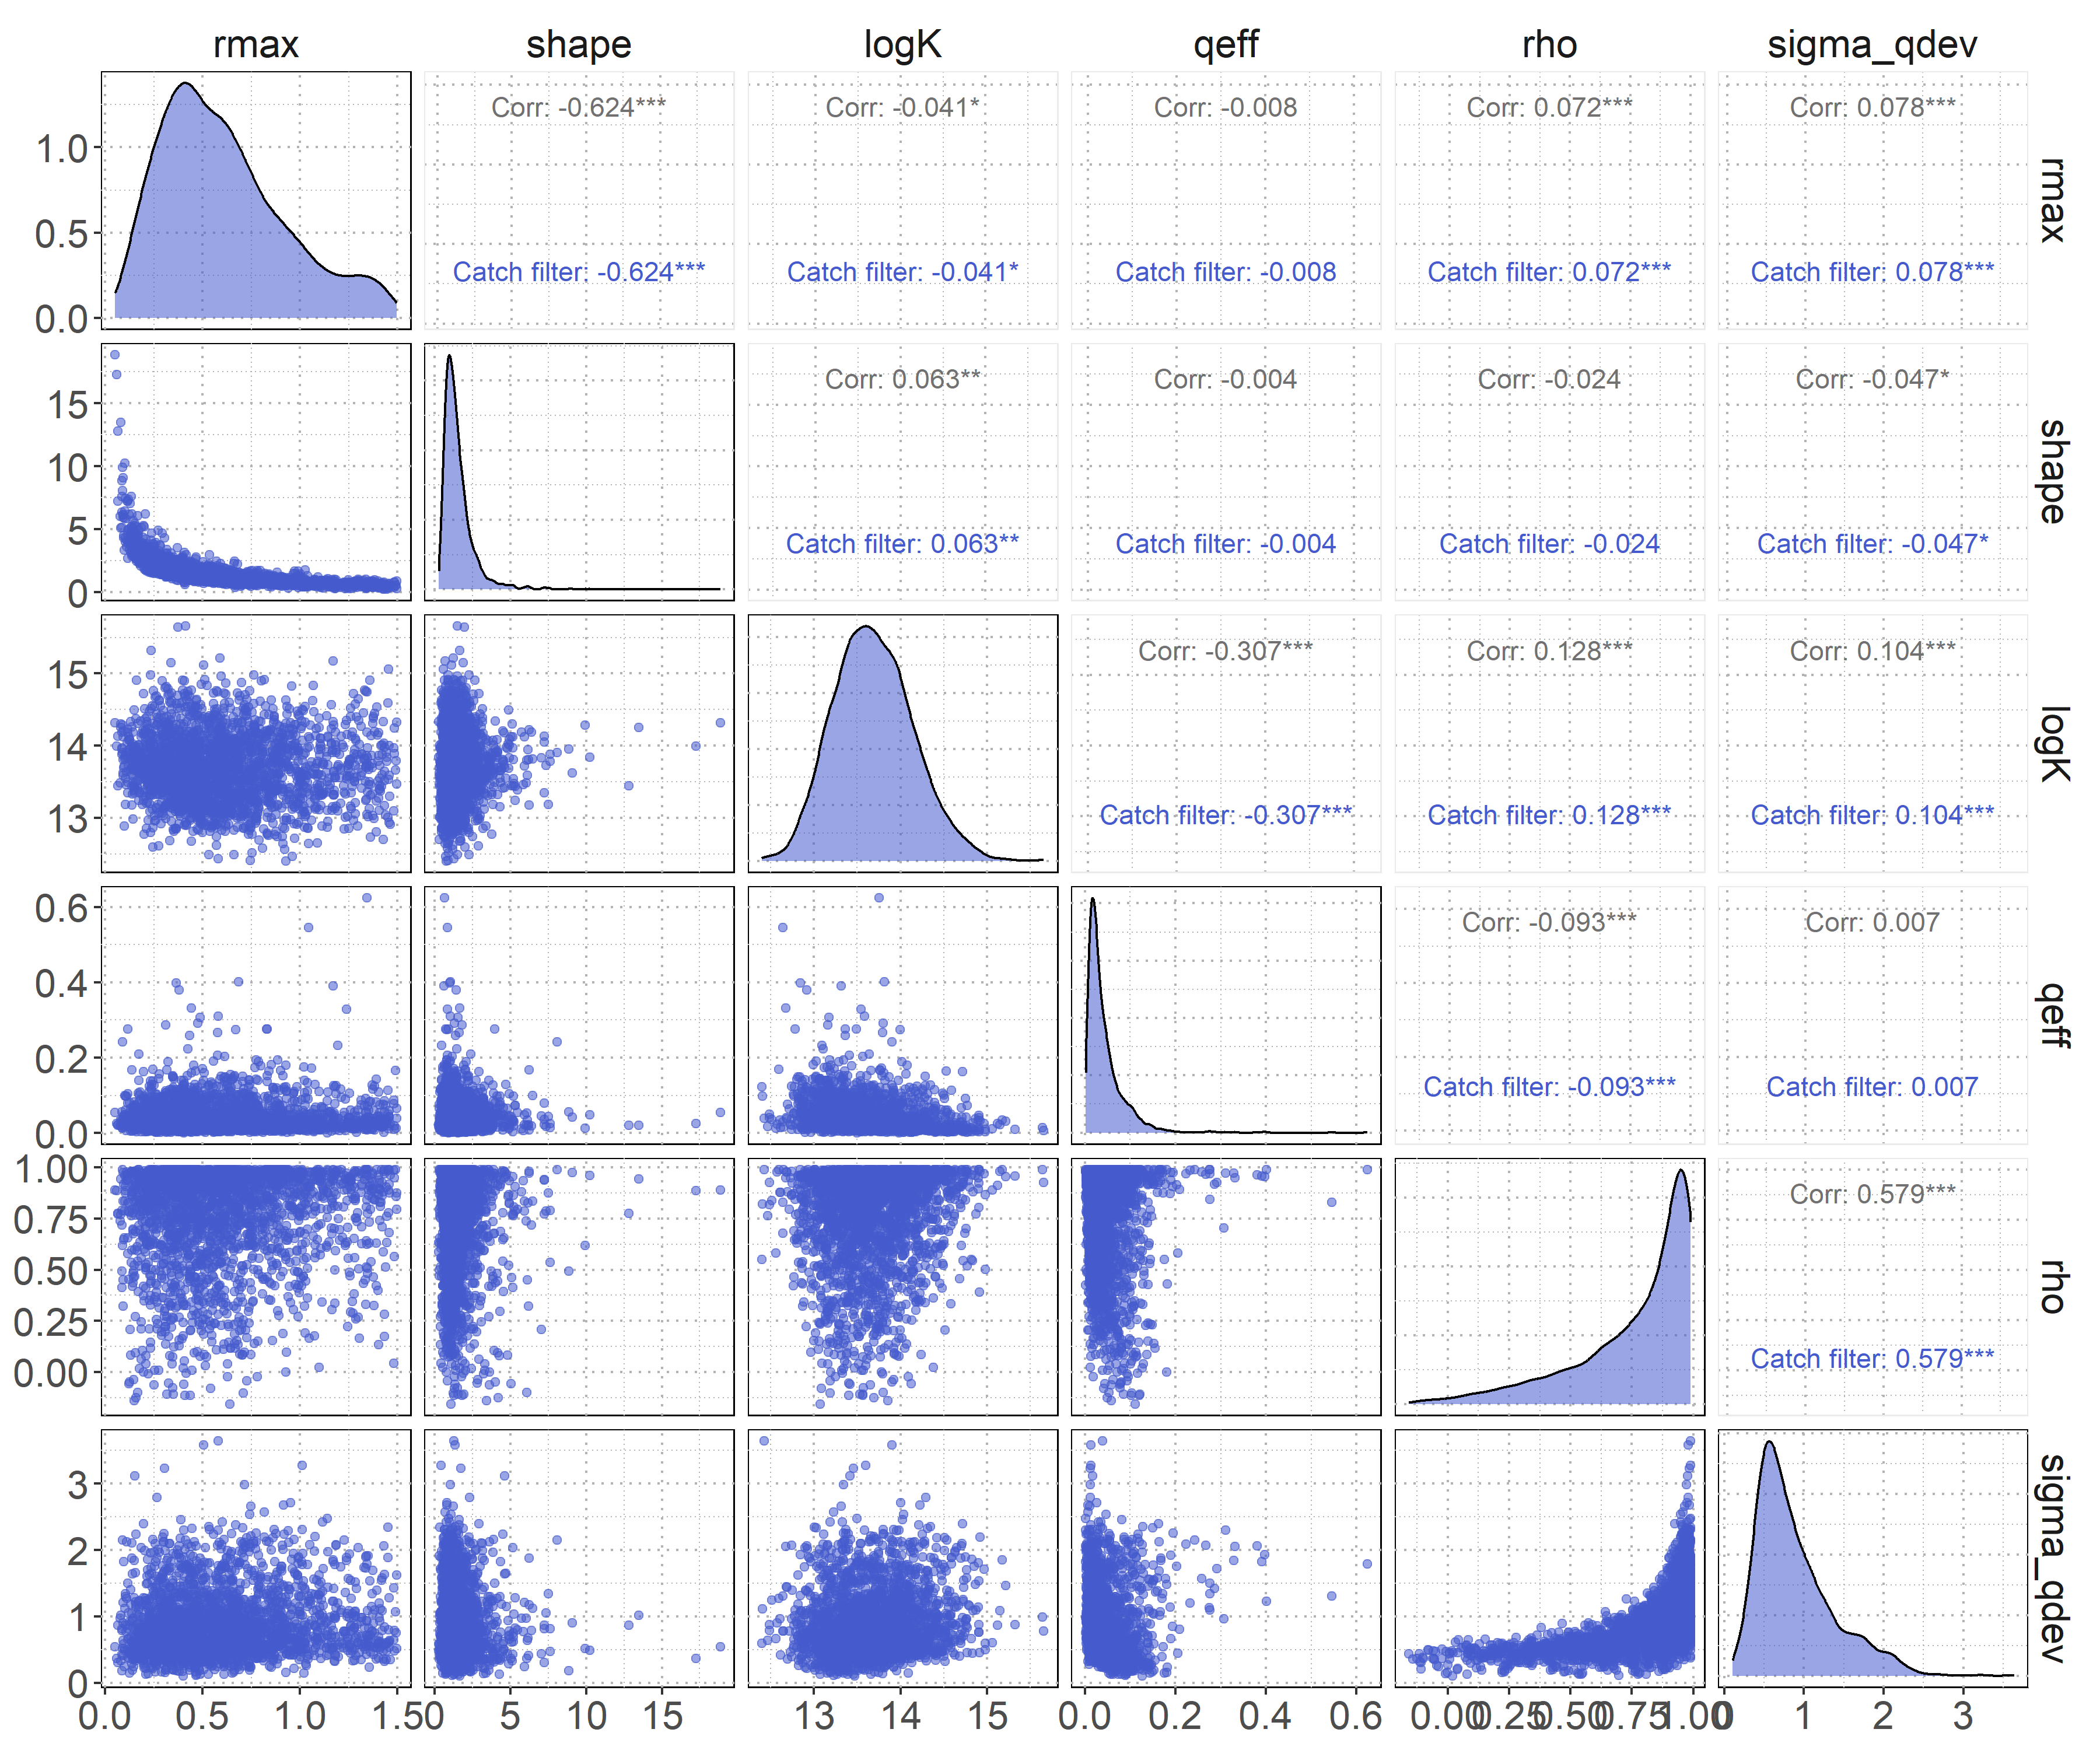 rmax shape logK qeff rho sigma_qdev
Corr: -0.624*** Corr: -0.041* Corr: -0.008 Corr: 0.072*** Corr: 0.078***
1.0
0.5
0.0
rmax
Catch filter: -0.624*** Catch filter: -0.041* Catch filter: -0.008 Catch filter: 0.072*** Catch filter: 0.078***
Corr: 0.063** Corr: -0.004 Corr: -0.024 Corr: -0.047*
15
10
5
0
shape
Catch filter: 0.063** Catch filter: -0.004 Catch filter: -0.024 Catch filter: -0.047*
Corr: -0.307*** Corr: 0.128*** Corr: 0.104***
15
14
13
logK
Catch filter: -0.307*** Catch filter: 0.128*** Catch filter: 0.104***
Corr: -0.093*** Corr: 0.007
0.6
0.4
0.2
0.0
qeff
Catch filter: -0.093*** Catch filter: 0.007
Corr: 0.579***
1.00
0.75
0.50
0.25
0.00
rho
Catch filter: 0.579***
3
2
1
0
sigma_qdev
0.0 0.5 1.0 1.5 0 5 10 15 13 14 15 0.0 0.2 0.4 0.6 0.00 0.25 0.50 0.75 1.00 0 1 2 3